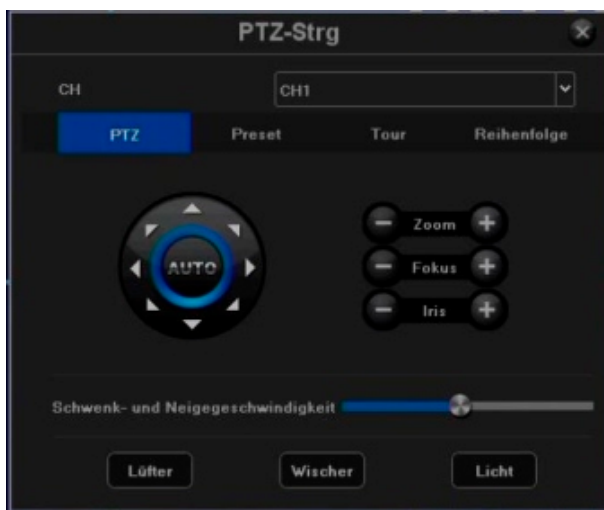 PTZ-Strg
CH CH1
PTZ Preset Tour Reihenfolge
Zoom
AUTO Fokus
Iris
Schwenk- und Neigegeschwindigkeit
Lüfter Wischer Licht